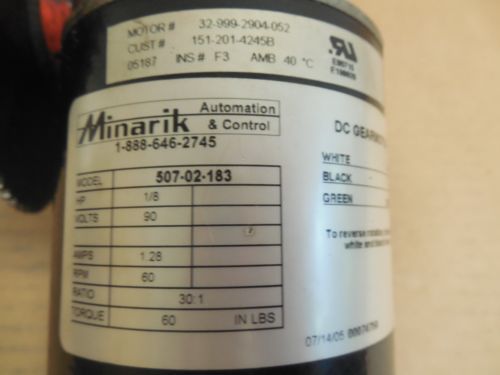 MOTOR # 32-999-2904-052
CUST # 151-201-4245B
05187 INS # F3 AMB 40 °C
Minarik Automation & Control
1-888-646-2745
MODEL 507-02-183
HP 1/8
VOLTS 90
AMPS 1.28
RPM 60
RATIO 30:1
TORQUE 60 IN LBS
DC
WHITE
BLACK
GREEN
To reverse
white and
07/14/05